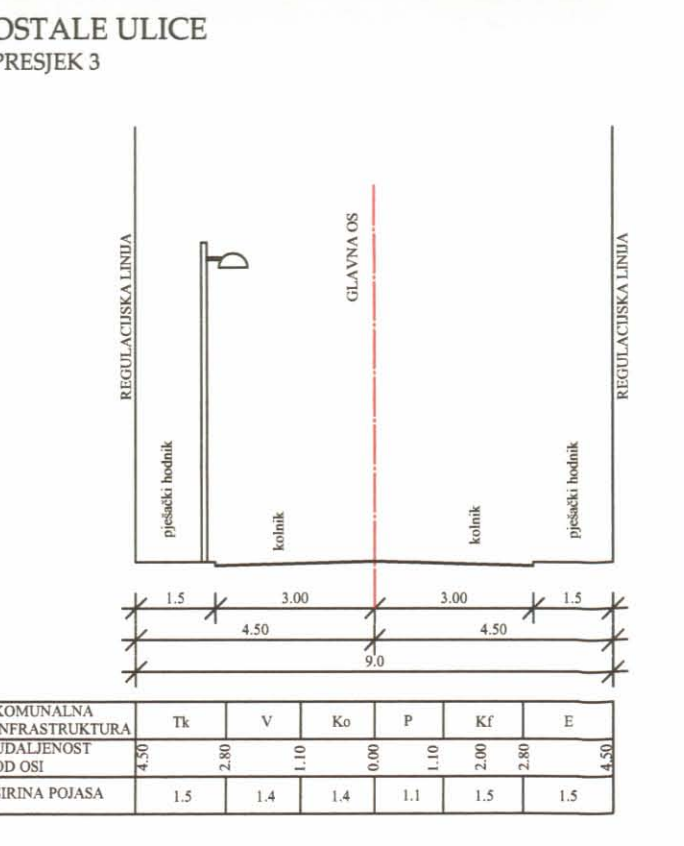 OSTALE ULICE
PRESJEK 3
REGULACIJSKA LINIJA
GLAVNA OS
REGULACIJSKA LINIJA
pješački hodnik
kolnik
kolnik
pješački hodnik
1.5 3.00 3.00 1.5
4.50 4.50
9.0
KOMUNALNA
INFRASTRUKTURA Tk V Ko P Kf E
UDALJENOST
OD OSI 4.50 2.80 1.10 0.00 1.10 2.00 2.80 4.50
ŠIRINA POJASA 1.5 1.4 1.4 1.1 1.5 1.5